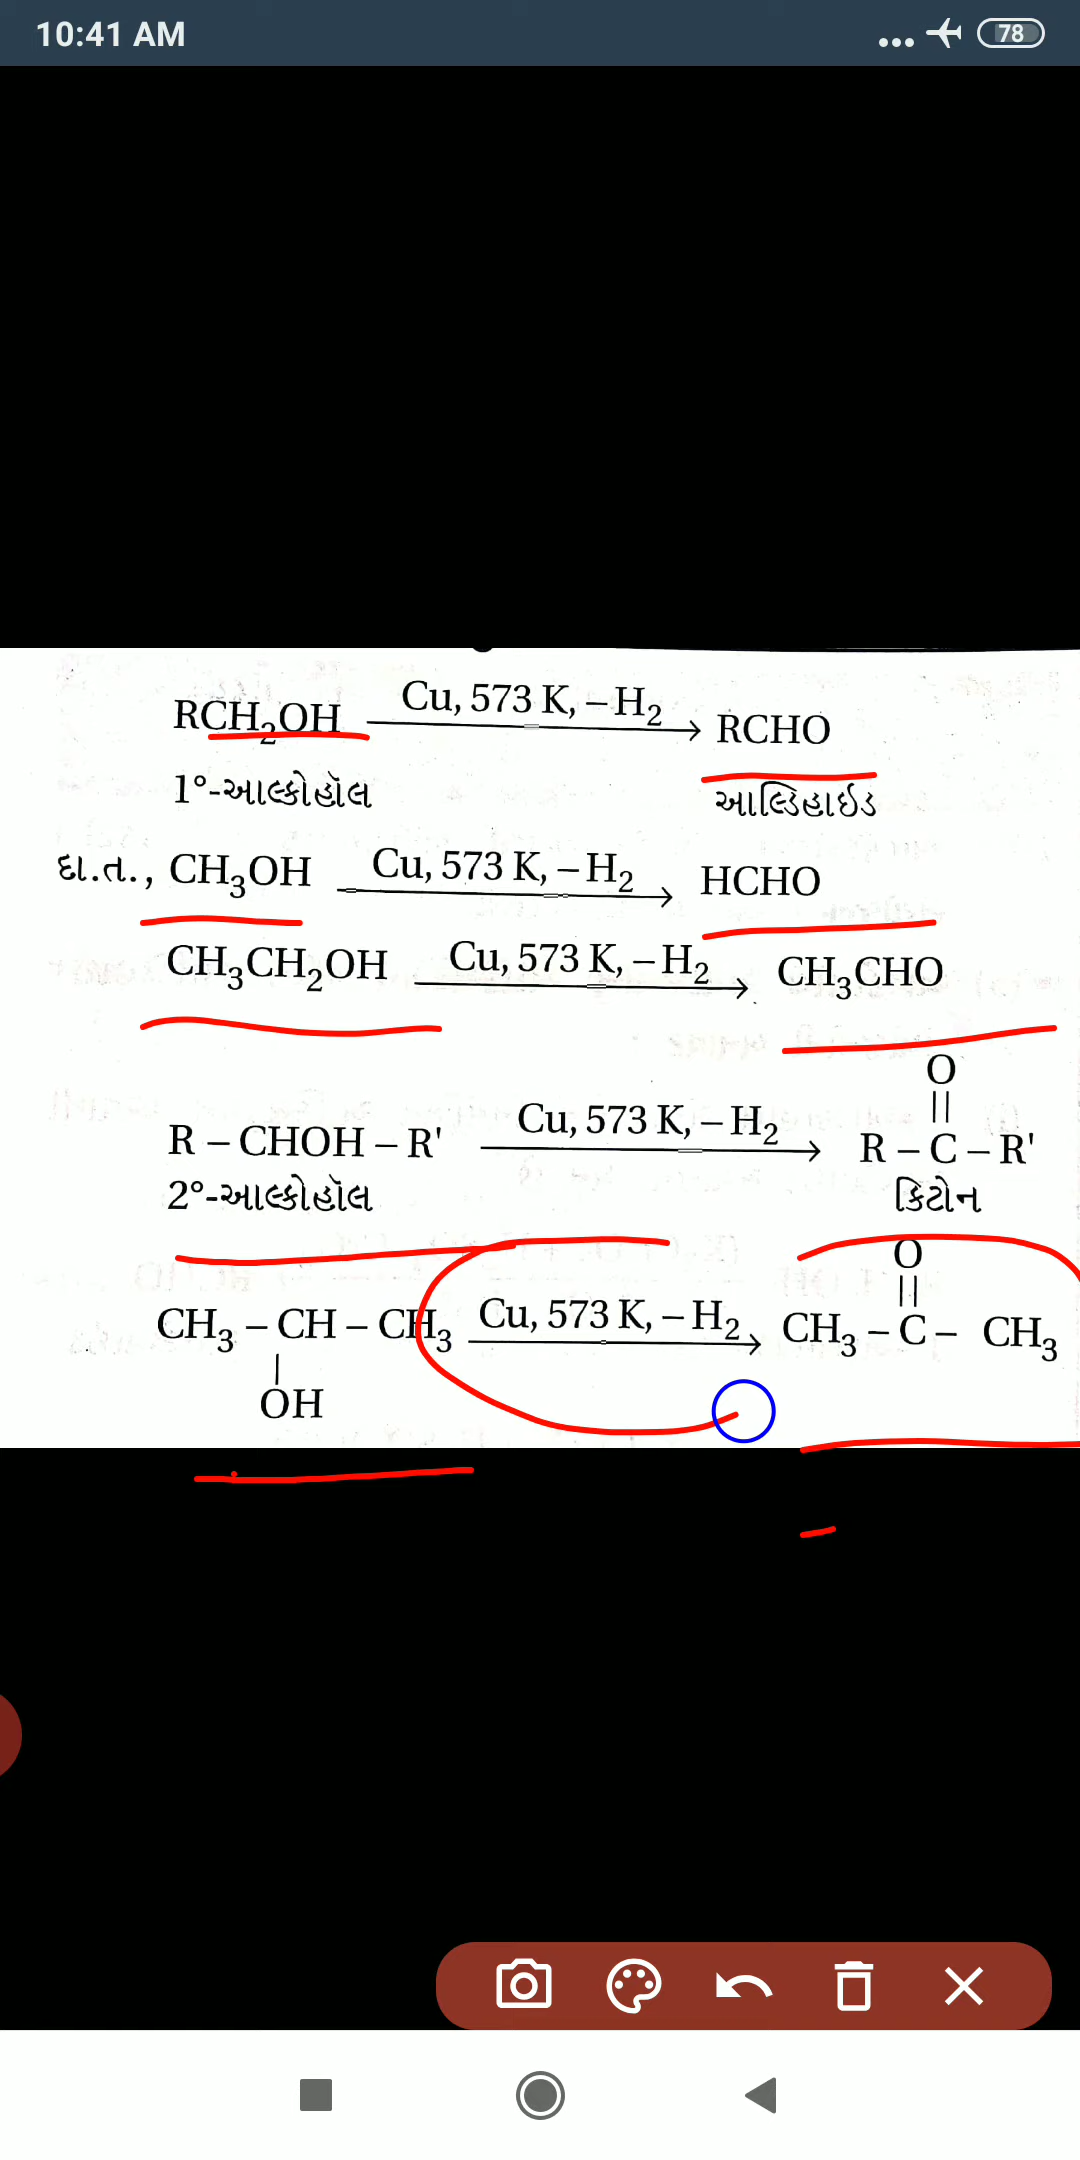 10:41 AM
78
RCH₂OH Cu, 573 K, – H₂ → RCHO
1°-આલ્કોહૉલ આલ્ડિહાઇડ
દા.ત., CH₃OH Cu, 573 K, – H₂ → HCHO
CH₃CH₂OH Cu, 573 K, – H₂ → CH₃CHO
O
||
R – CHOH – R' Cu, 573 K, – H₂ → R – C – R'
2°-આલ્કોહૉલ કિટોન
O
||
CH₃ – CH – CH₃ Cu, 573 K, – H₂ → CH₃ – C – CH₃
|
OH